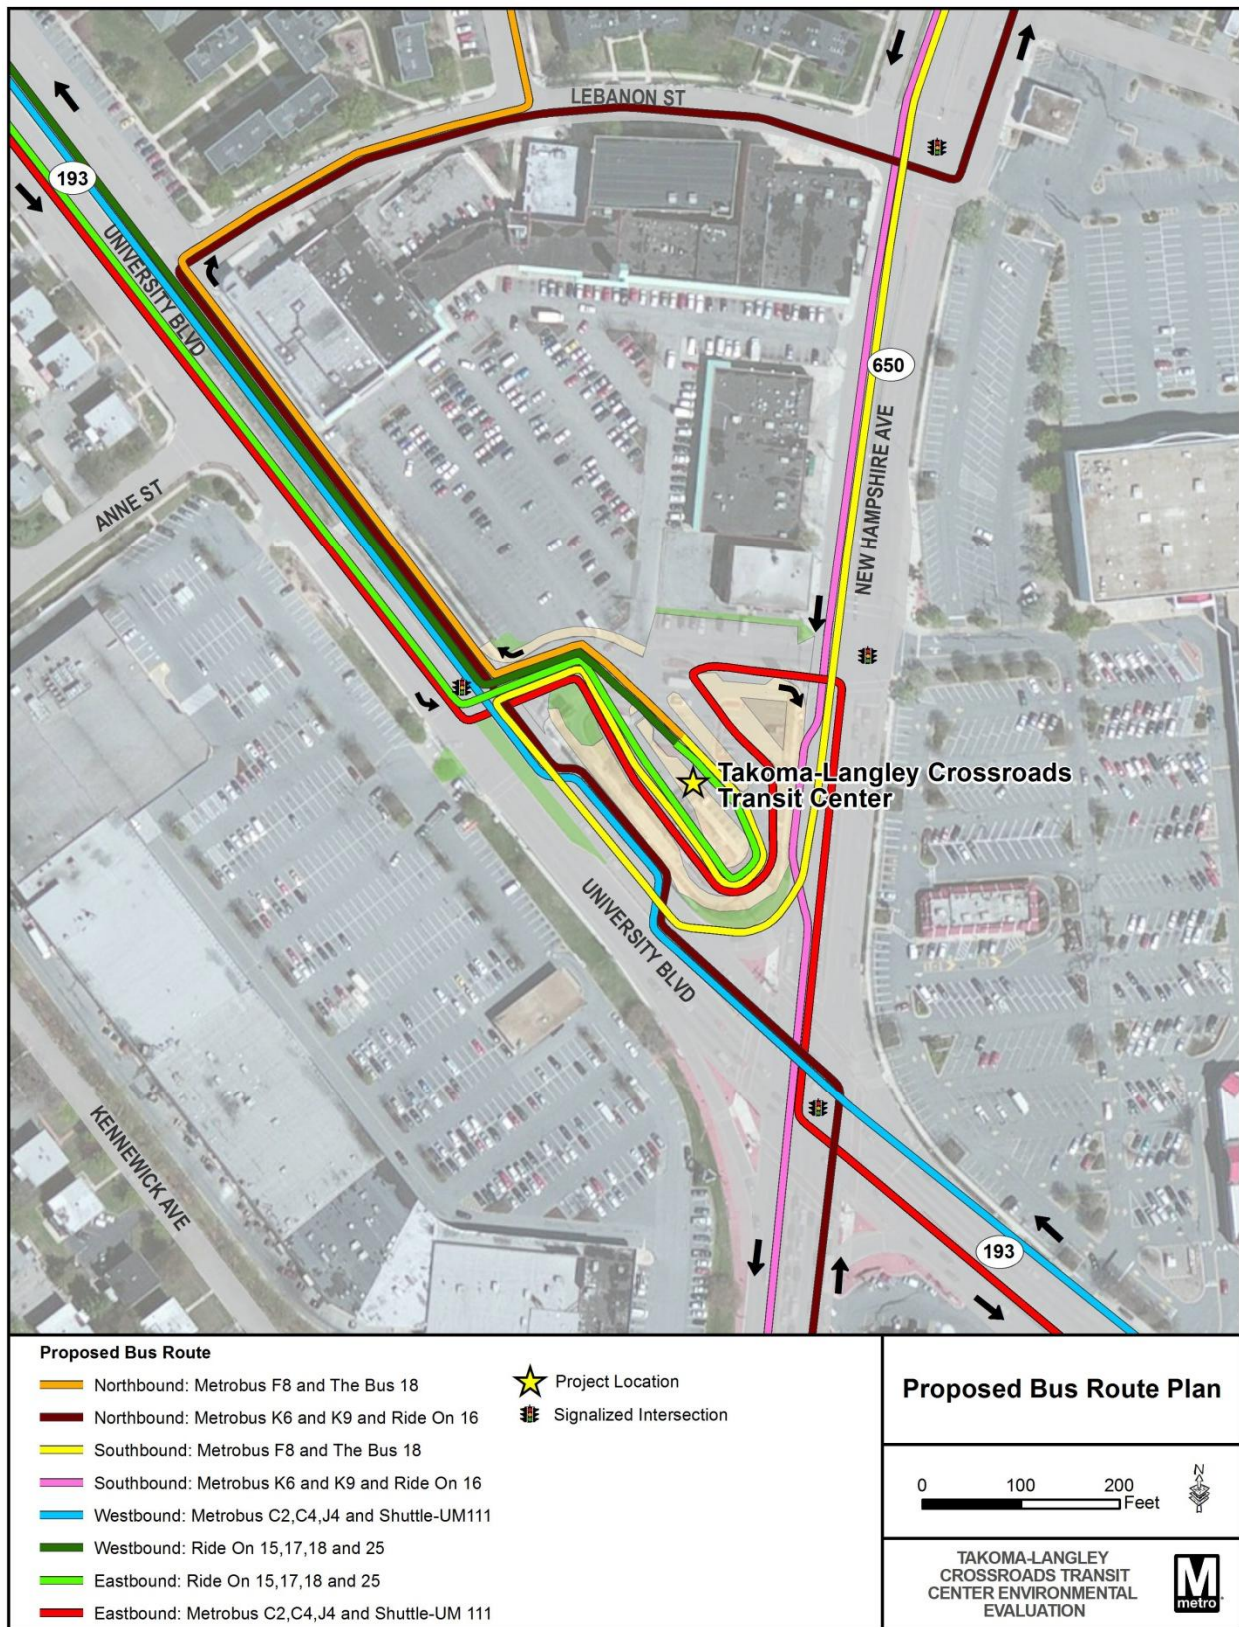 LEBANON ST
193
UNIVERSITY BLVD
650
NEW HAMPSHIRE AVE
ANNE ST
Takoma-Langley Crossroads
Transit Center
UNIVERSITY BLVD
KENNEWICK AVE
193
Proposed Bus Route
Northbound: Metrobus F8 and The Bus 18
Northbound: Metrobus K6 and K9 and Ride On 16
Southbound: Metrobus F8 and The Bus 18
Southbound: Metrobus K6 and K9 and Ride On 16
Westbound: Metrobus C2,C4,J4 and Shuttle-UM111
Westbound: Ride On 15,17,18 and 25
Eastbound: Ride On 15,17,18 and 25
Eastbound: Metrobus C2,C4,J4 and Shuttle-UM 111
Project Location
Signalized Intersection
Proposed Bus Route Plan
0 100 200
Feet
N
TAKOMA-LANGLEY
CROSSROADS TRANSIT
CENTER ENVIRONMENTAL
EVALUATION
M
metro